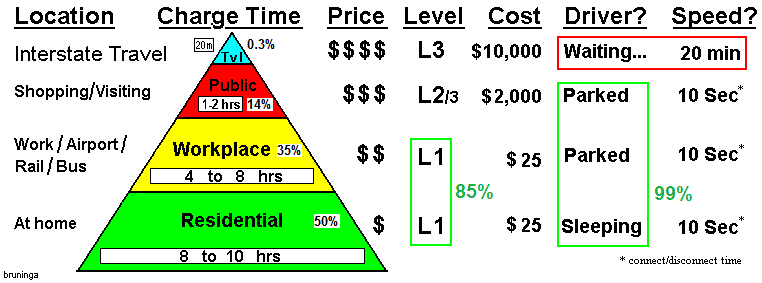 Location Charge Time Price Level Cost Driver? Speed?
Interstate Travel 20m Tvl 0.3% $$$$ L3 $10,000 Waiting... 20 min
Shopping/Visiting Public 1-2 hrs 14% $$$ L2/3 $2,000 Parked 10 Sec*
Work / Airport /
Rail / Bus Workplace 35% 4 to 8 hrs $$ L1 $25 Parked 10 Sec*
85% 99%
At home Residential 50% $ L1 $25 Sleeping 10 Sec*
8 to 10 hrs
* connect/disconnect time
bruninga